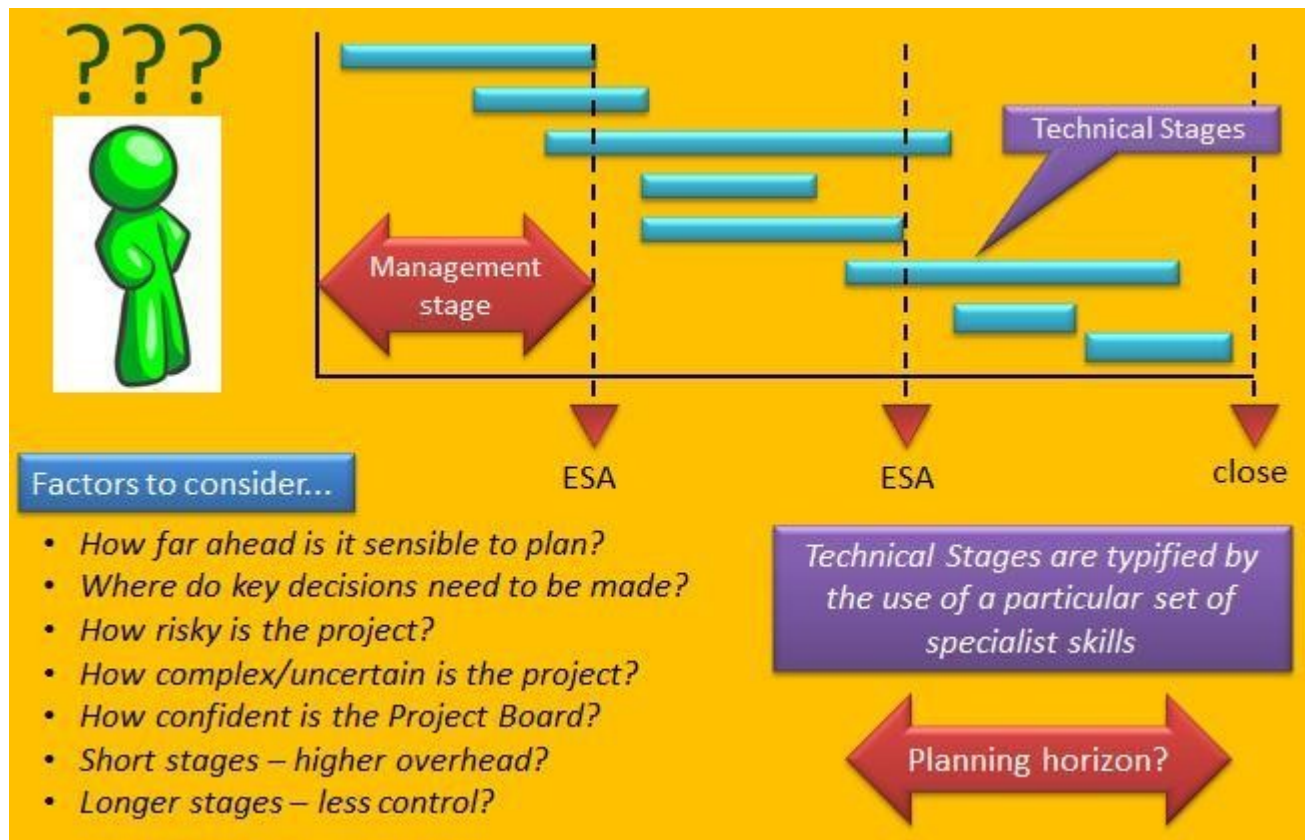 ???
Technical Stages
Management
stage
ESA
ESA
close
Factors to consider...
• How far ahead is it sensible to plan?
• Where do key decisions need to be made?
• How risky is the project?
• How complex/uncertain is the project?
• How confident is the Project Board?
• Short stages – higher overhead?
• Longer stages – less control?
Technical Stages are typified by
the use of a particular set of
specialist skills
Planning horizon?